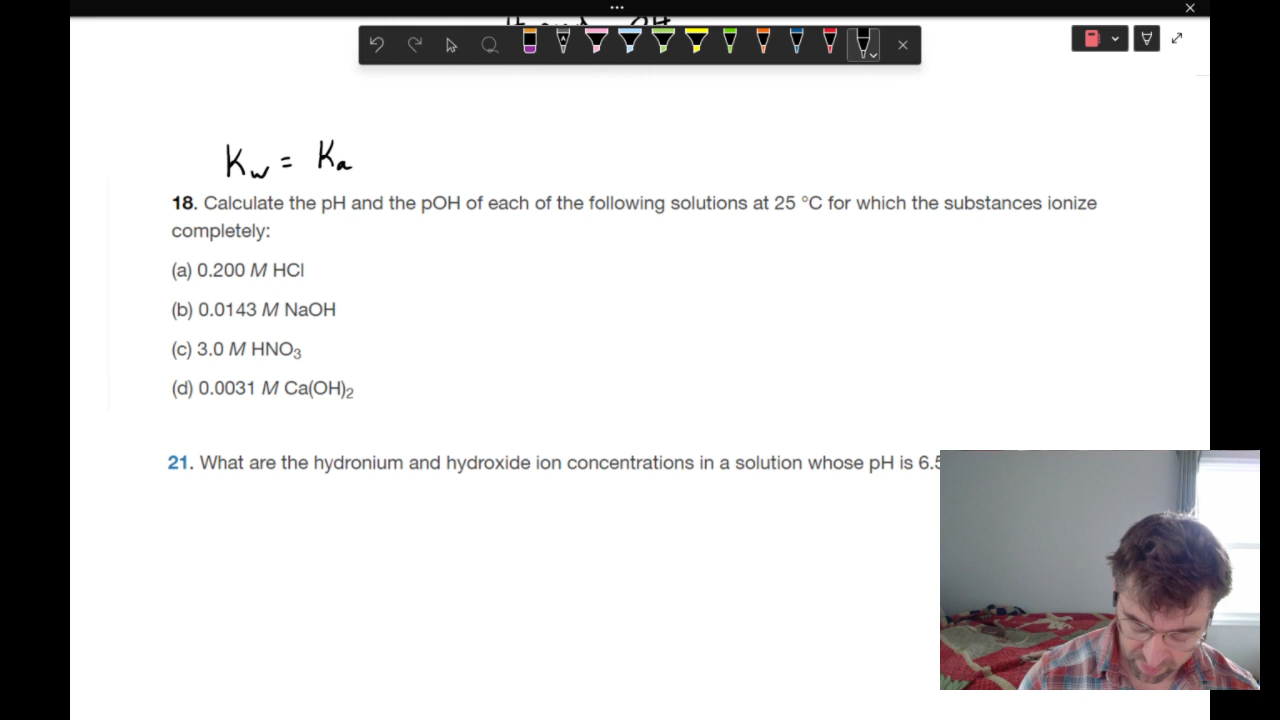 Kw = Ka
18. Calculate the pH and the pOH of each of the following solutions at 25 °C for which the substances ionize
completely:
(a) 0.200 M HCl
(b) 0.0143 M NaOH
(c) 3.0 M HNO₃
(d) 0.0031 M Ca(OH)₂
21. What are the hydronium and hydroxide ion concentrations in a solution whose pH is 6.5